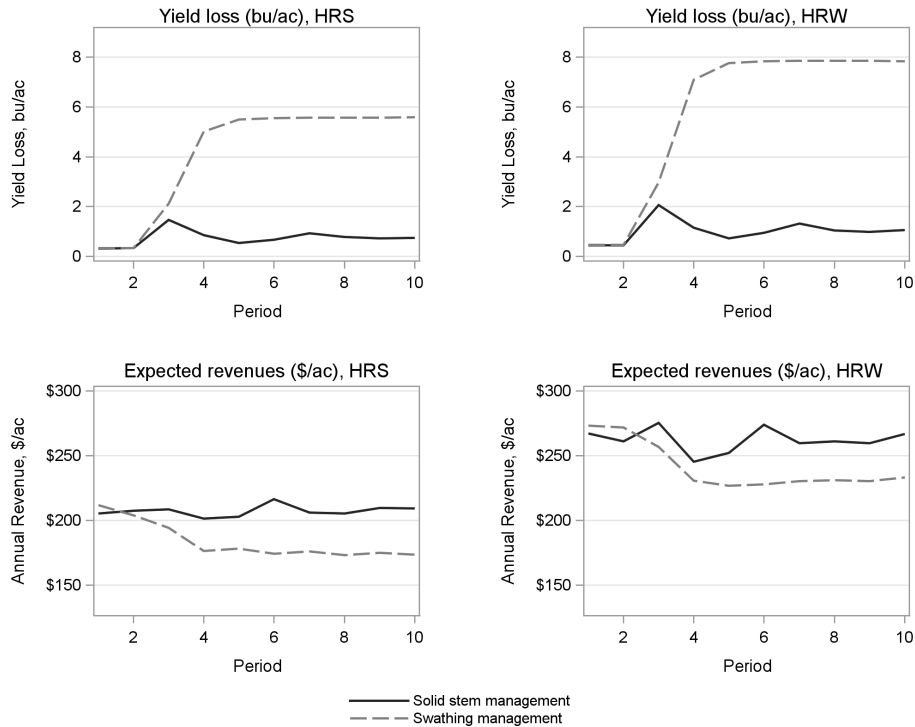 Yield loss (bu/ac), HRS
Yield Loss, bu/ac
8
6
4
2
0
2 4 6 8 10
Period
Yield loss (bu/ac), HRW
Yield Loss, bu/ac
8
6
4
2
0
2 4 6 8 10
Period
Expected revenues ($/ac), HRS
Annual Revenue, $/ac
$300
$250
$200
$150
2 4 6 8 10
Period
Expected revenues ($/ac), HRW
Annual Revenue, $/ac
$300
$250
$200
$150
2 4 6 8 10
Period
Solid stem management
Swathing management